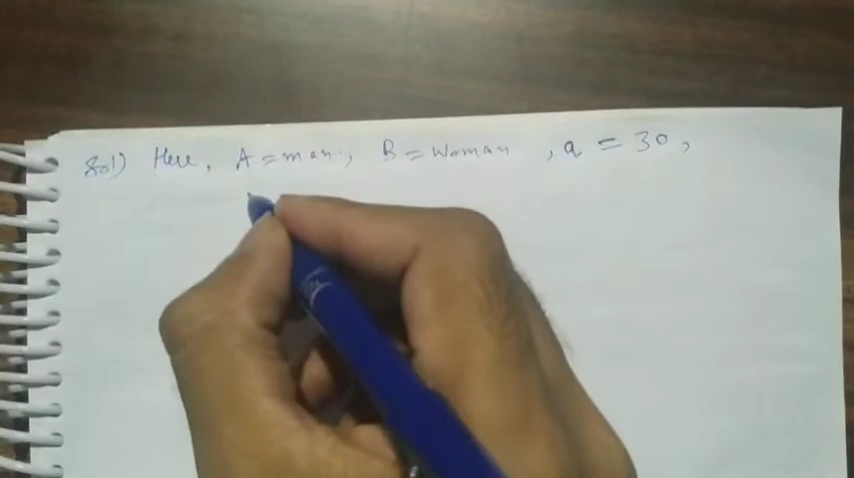 Sol) Here, A = man, B = Woman, a = 30,